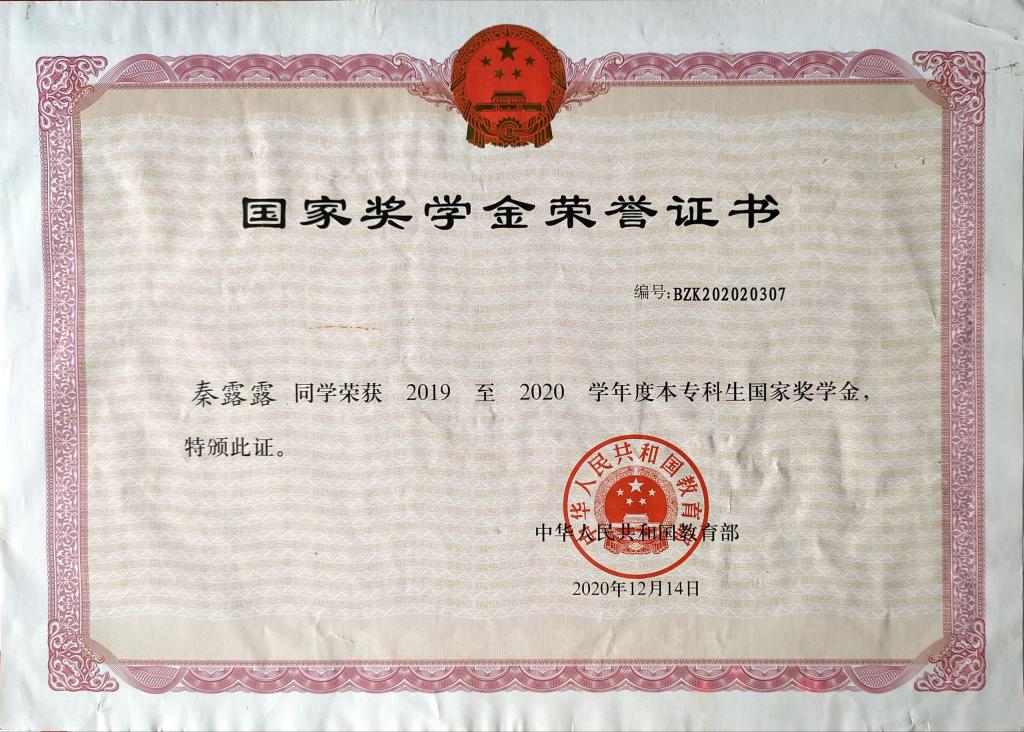 国家奖学金荣誉证书
编号:BZK202020307
秦露露 同学荣获 2019 至 2020 学年度本专科生国家奖学金，
特颁此证。
中华人民共和国教育部
中华人民共和国教育部
2020年12月14日